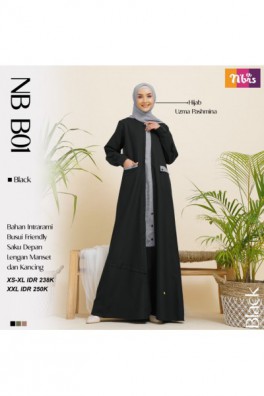 Nbrs
NB B01
Hijab
Uzma Pashmina
Black
Bahan Intrarami
Busui Friendly
Saku Depan
Lengan Manset
dan Kancing
XS-XL IDR 238K
XXL IDR 250K
Black